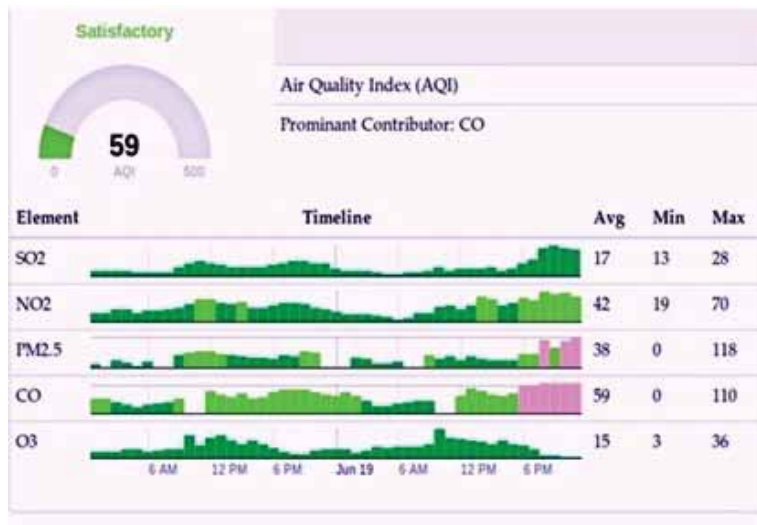 Satisfactory
59
0 AQI 500
Air Quality Index (AQI)
Prominant Contributor: CO
Element Timeline Avg Min Max
SO2 17 13 28
NO2 42 19 70
PM2.5 38 0 118
CO 59 0 110
O3 15 3 36
6 AM 12 PM 6 PM Jun 19 6 AM 12 PM 6 PM